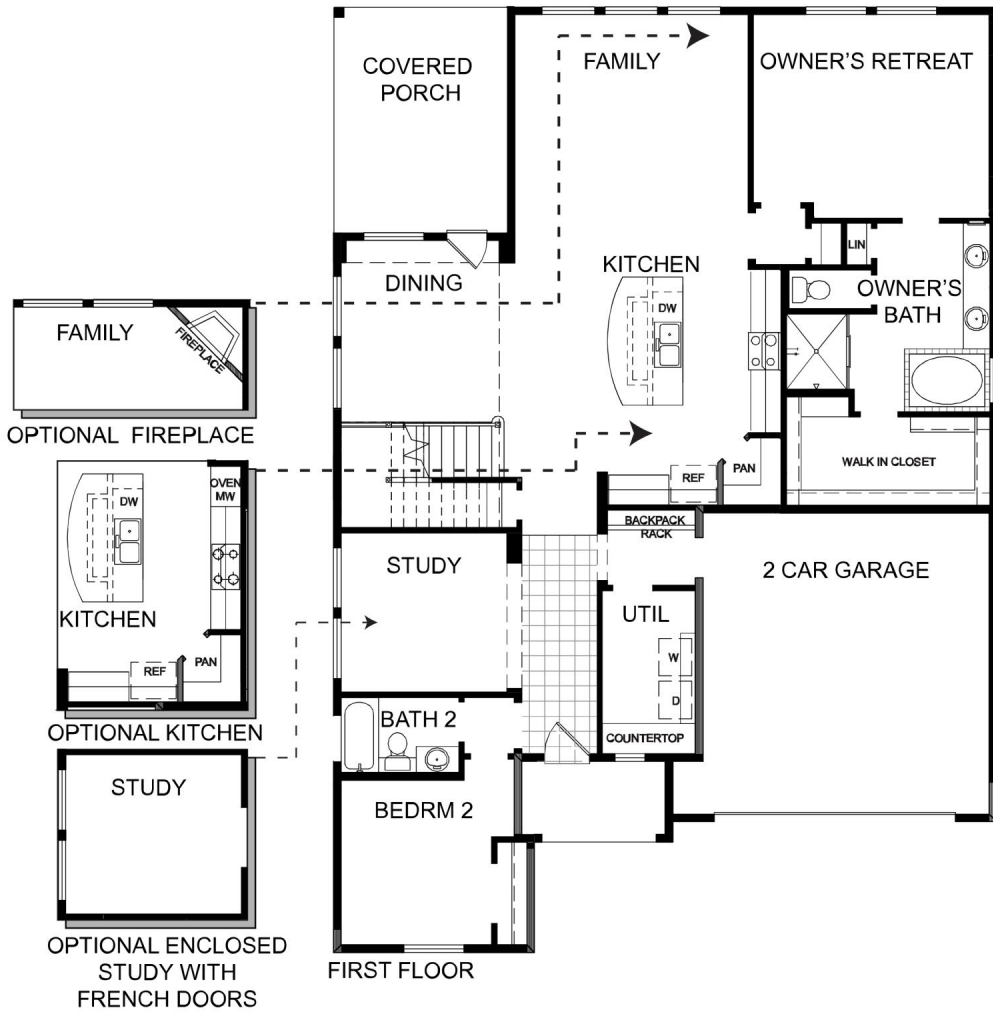 COVERED
PORCH
FAMILY
OWNER'S RETREAT
DINING
KITCHEN
DW
LIN
OWNER'S
BATH
FAMILY
FIREPLACE
OPTIONAL FIREPLACE
WALK IN CLOSET
REF
PAN
OVEN
MW
DW
KITCHEN
REF
PAN
OPTIONAL KITCHEN
BACKPACK
RACK
STUDY
2 CAR GARAGE
UTIL
W
D
COUNTERTOP
BATH 2
STUDY
BEDRM 2
OPTIONAL ENCLOSED
STUDY WITH
FRENCH DOORS
FIRST FLOOR